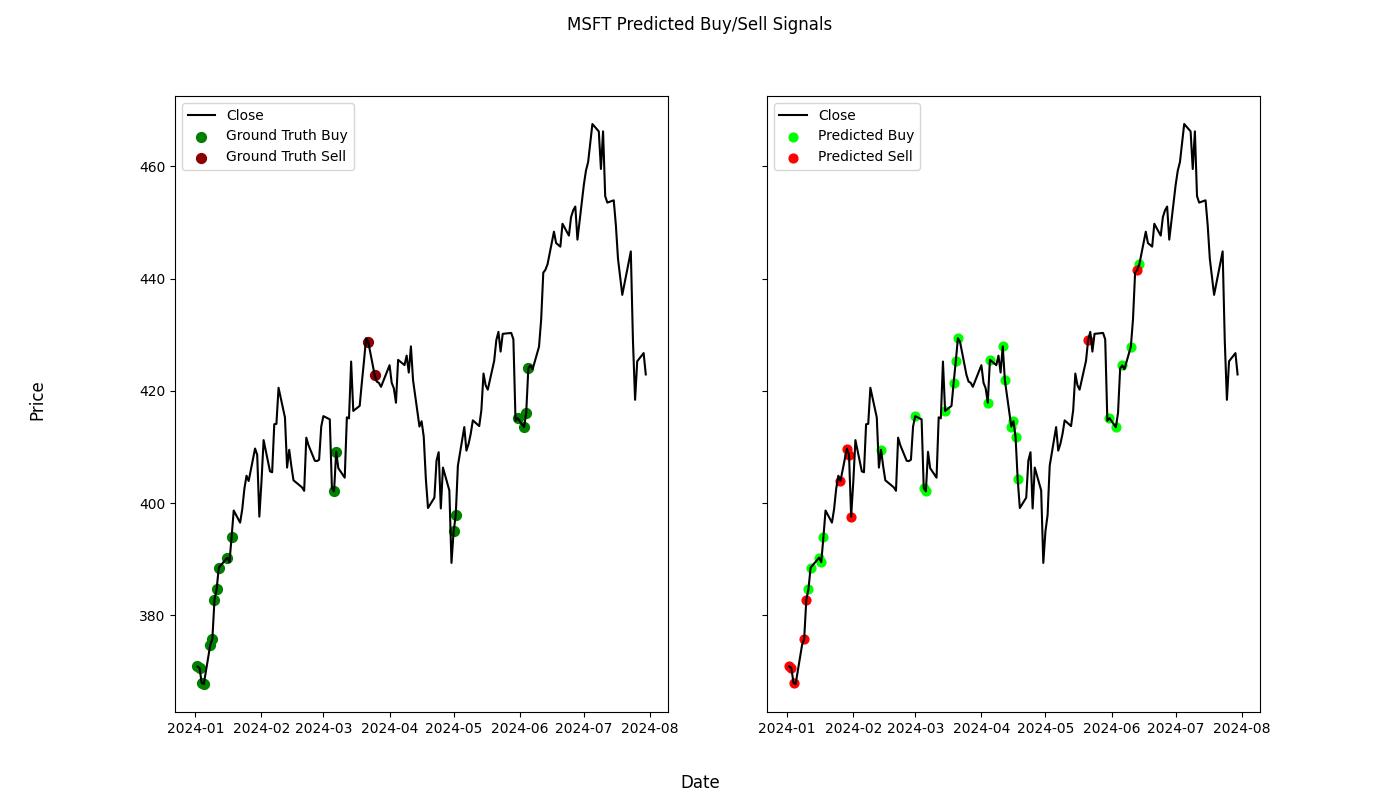 MSFT Predicted Buy/Sell Signals
Close
Ground Truth Buy
Ground Truth Sell
Close
Predicted Buy
Predicted Sell
460
440
420
400
380
Price
2024-01 2024-02 2024-03 2024-04 2024-05 2024-06 2024-07 2024-08
2024-01 2024-02 2024-03 2024-04 2024-05 2024-06 2024-07 2024-08
Date